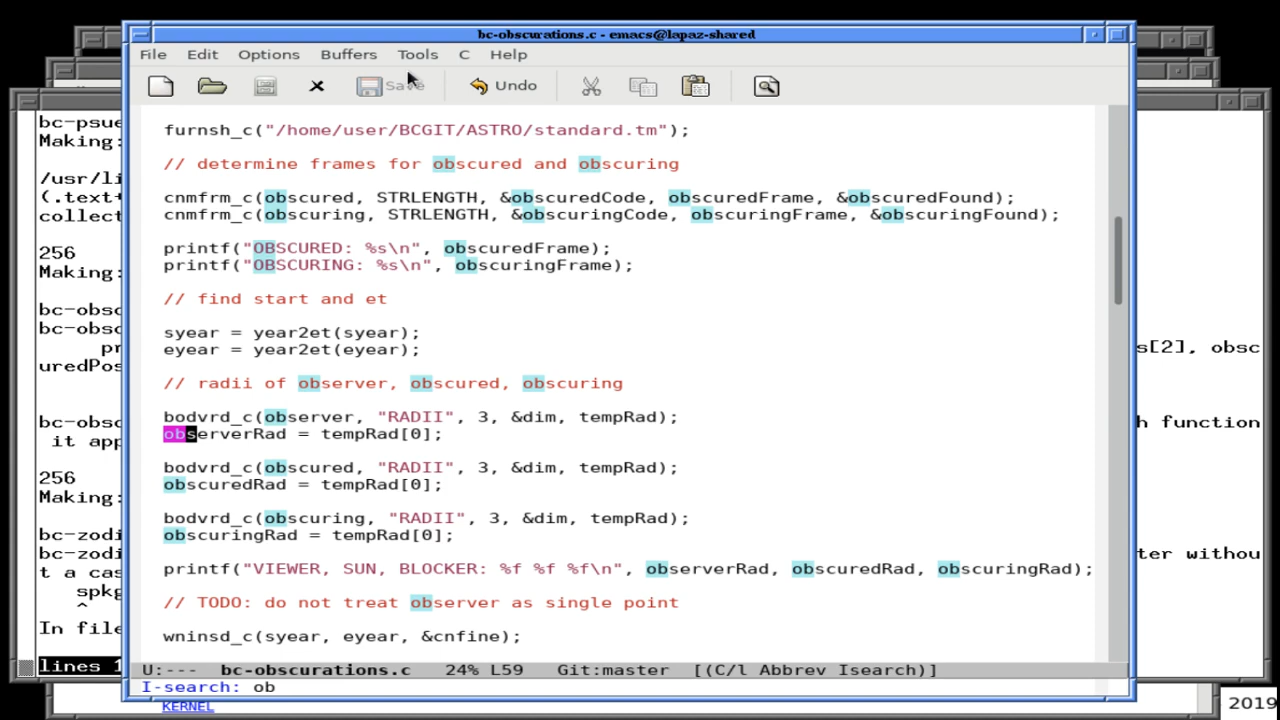 bc-obscurations.c - emacs@lapaz-shared
File Edit Options Buffers Tools C Help
Save Undo
furnsh_c("/home/user/BCGIT/ASTRO/standard.tm");
// determine frames for obscured and obscuring
cnmfrm_c(obscured, STRLENGTH, &obscuredCode, obscuredFrame, &obscuredFound);
cnmfrm_c(obscuring, STRLENGTH, &obscuringCode, obscuringFrame, &obscuringFound);
printf("OBSCURED: %s\n", obscuredFrame);
printf("OBSCURING: %s\n", obscuringFrame);
// find start and et
syear = year2et(syear);
eyear = year2et(eyear);
// radii of observer, obscured, obscuring
bodvrd_c(observer, "RADII", 3, &dim, tempRad);
observerRad = tempRad[0];
bodvrd_c(obscured, "RADII", 3, &dim, tempRad);
obscuredRad = tempRad[0];
bodvrd_c(obscuring, "RADII", 3, &dim, tempRad);
obscuringRad = tempRad[0];
printf("VIEWER, SUN, BLOCKER: %f %f %f\n", observerRad, obscuredRad, obscuringRad);
// TODO: do not treat observer as single point
wninsd_c(syear, eyear, &cnfine);
U:--- bc-obscurations.c 24% L59 Git:master [(C/l Abbrev Isearch)]
I-search: ob
bc-psue
Making:
/usr/li
(.text+
collect
256
Making:
bc-obsc
bc-obsc
pr
s[2], obsc
uredPos
bc-obsc
h function
it app
256
Making:
bc-zodi
bc-zodi
ter withou
t a cas
spkg
^
In file
lines 1
KERNEL
2019